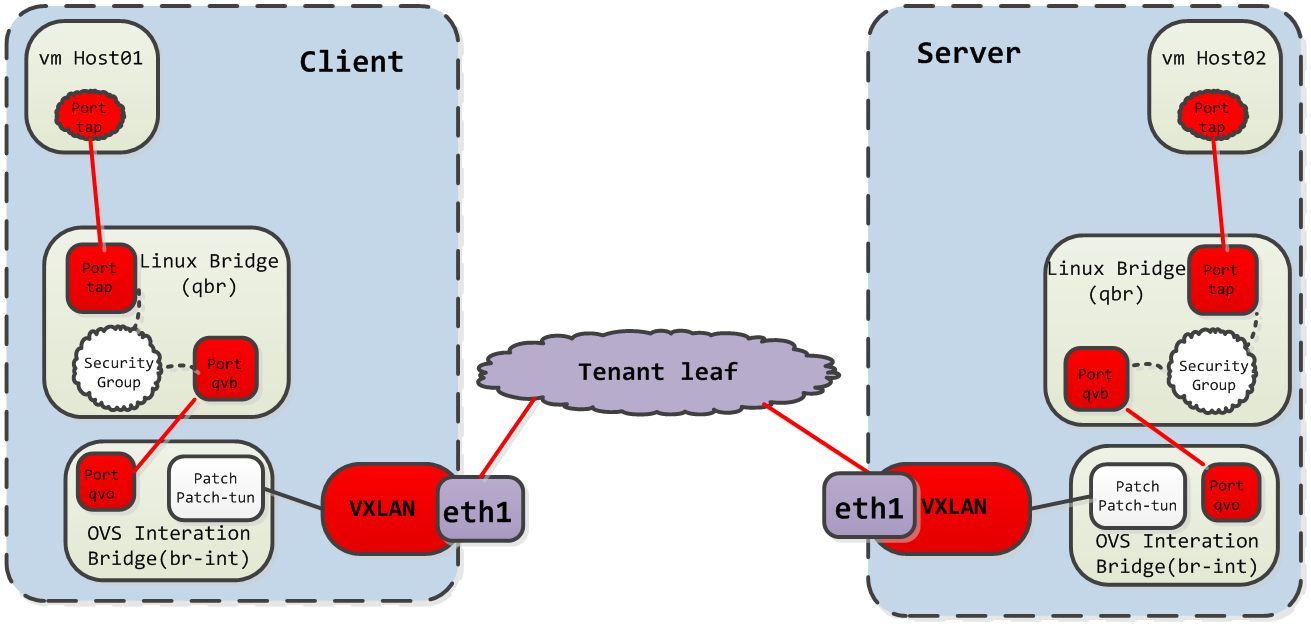 vm Host01
Port
tap
Client
Port
tap
Linux Bridge
(qbr)
Security
Group
Port
qvb
Port
qvo
Patch
Patch-tun
OVS Interation
Bridge(br-int)
VXLAN
eth1
Tenant leaf
Server
vm Host02
Port
tap
Linux Bridge
(qbr)
Port
tap
Port
qvb
Security
Group
eth1
VXLAN
Patch
Patch-tun
Port
qvo
OVS Interation
Bridge(br-int)